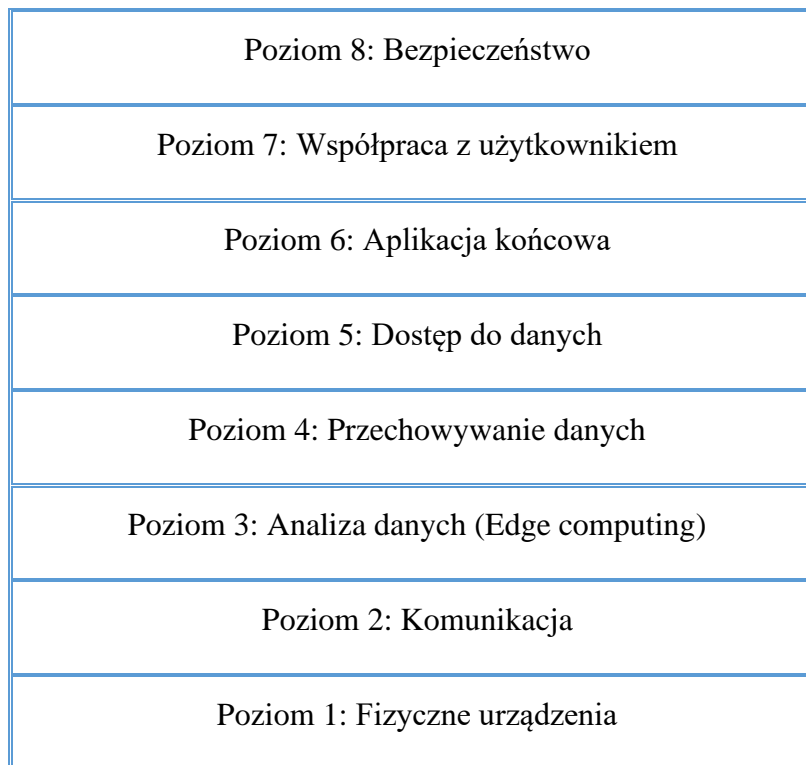 Poziom 8: Bezpieczeństwo
Poziom 7: Współpraca z użytkownikiem
Poziom 6: Aplikacja końcowa
Poziom 5: Dostęp do danych
Poziom 4: Przechowywanie danych
Poziom 3: Analiza danych (Edge computing)
Poziom 2: Komunikacja
Poziom 1: Fizyczne urządzenia